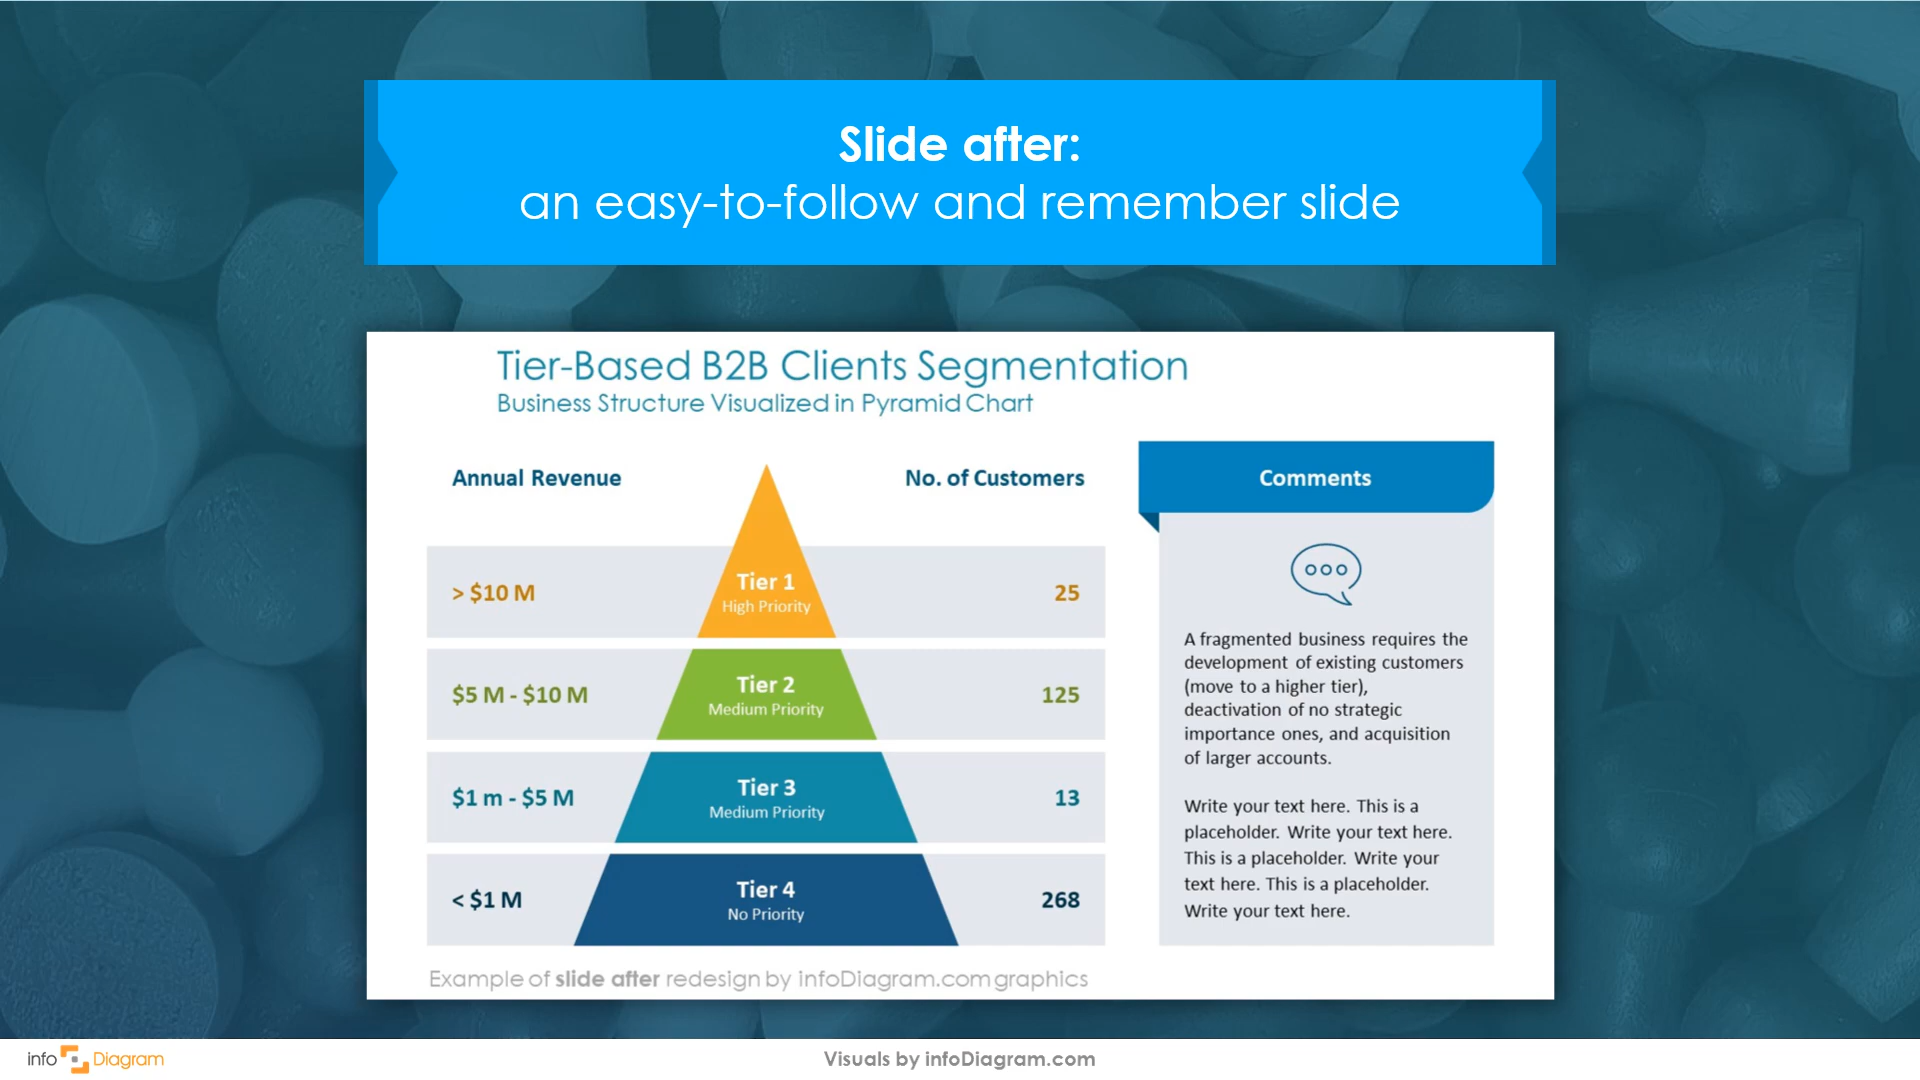 Slide after:
an easy-to-follow and remember slide
Tier-Based B2B Clients Segmentation
Business Structure Visualized in Pyramid Chart
Annual Revenue
No. of Customers
> $10 M
Tier 1
High Priority
25
$5 M - $10 M
Tier 2
Medium Priority
125
$1 m - $5 M
Tier 3
Medium Priority
13
< $1 M
Tier 4
No Priority
268
Comments
A fragmented business requires the
development of existing customers
(move to a higher tier),
deactivation of no strategic
importance ones, and acquisition
of larger accounts.
Write your text here. This is a
placeholder. Write your text here.
This is a placeholder. Write your
text here. This is a placeholder.
Write your text here.
Example of slide after redesign by infoDiagram.com graphics
info Diagram
Visuals by infoDiagram.com